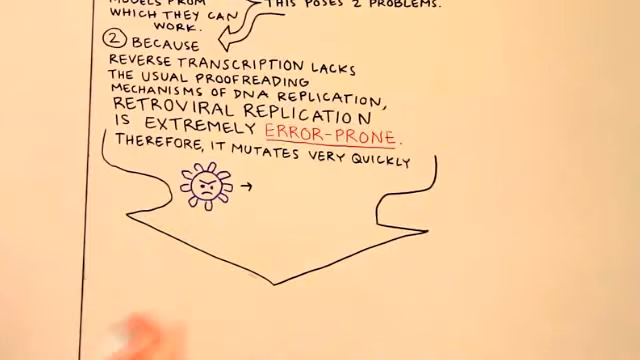 MODELS FROM
WHICH THEY CAN
WORK.
THIS POSES 2 PROBLEMS.
2 BECAUSE
REVERSE TRANSCRIPTION LACKS
THE USUAL PROOFREADING
MECHANISMS OF DNA REPLICATION,
RETROVIRAL REPLICATION
IS EXTREMELY ERROR-PRONE.
THEREFORE, IT MUTATES VERY QUICKLY